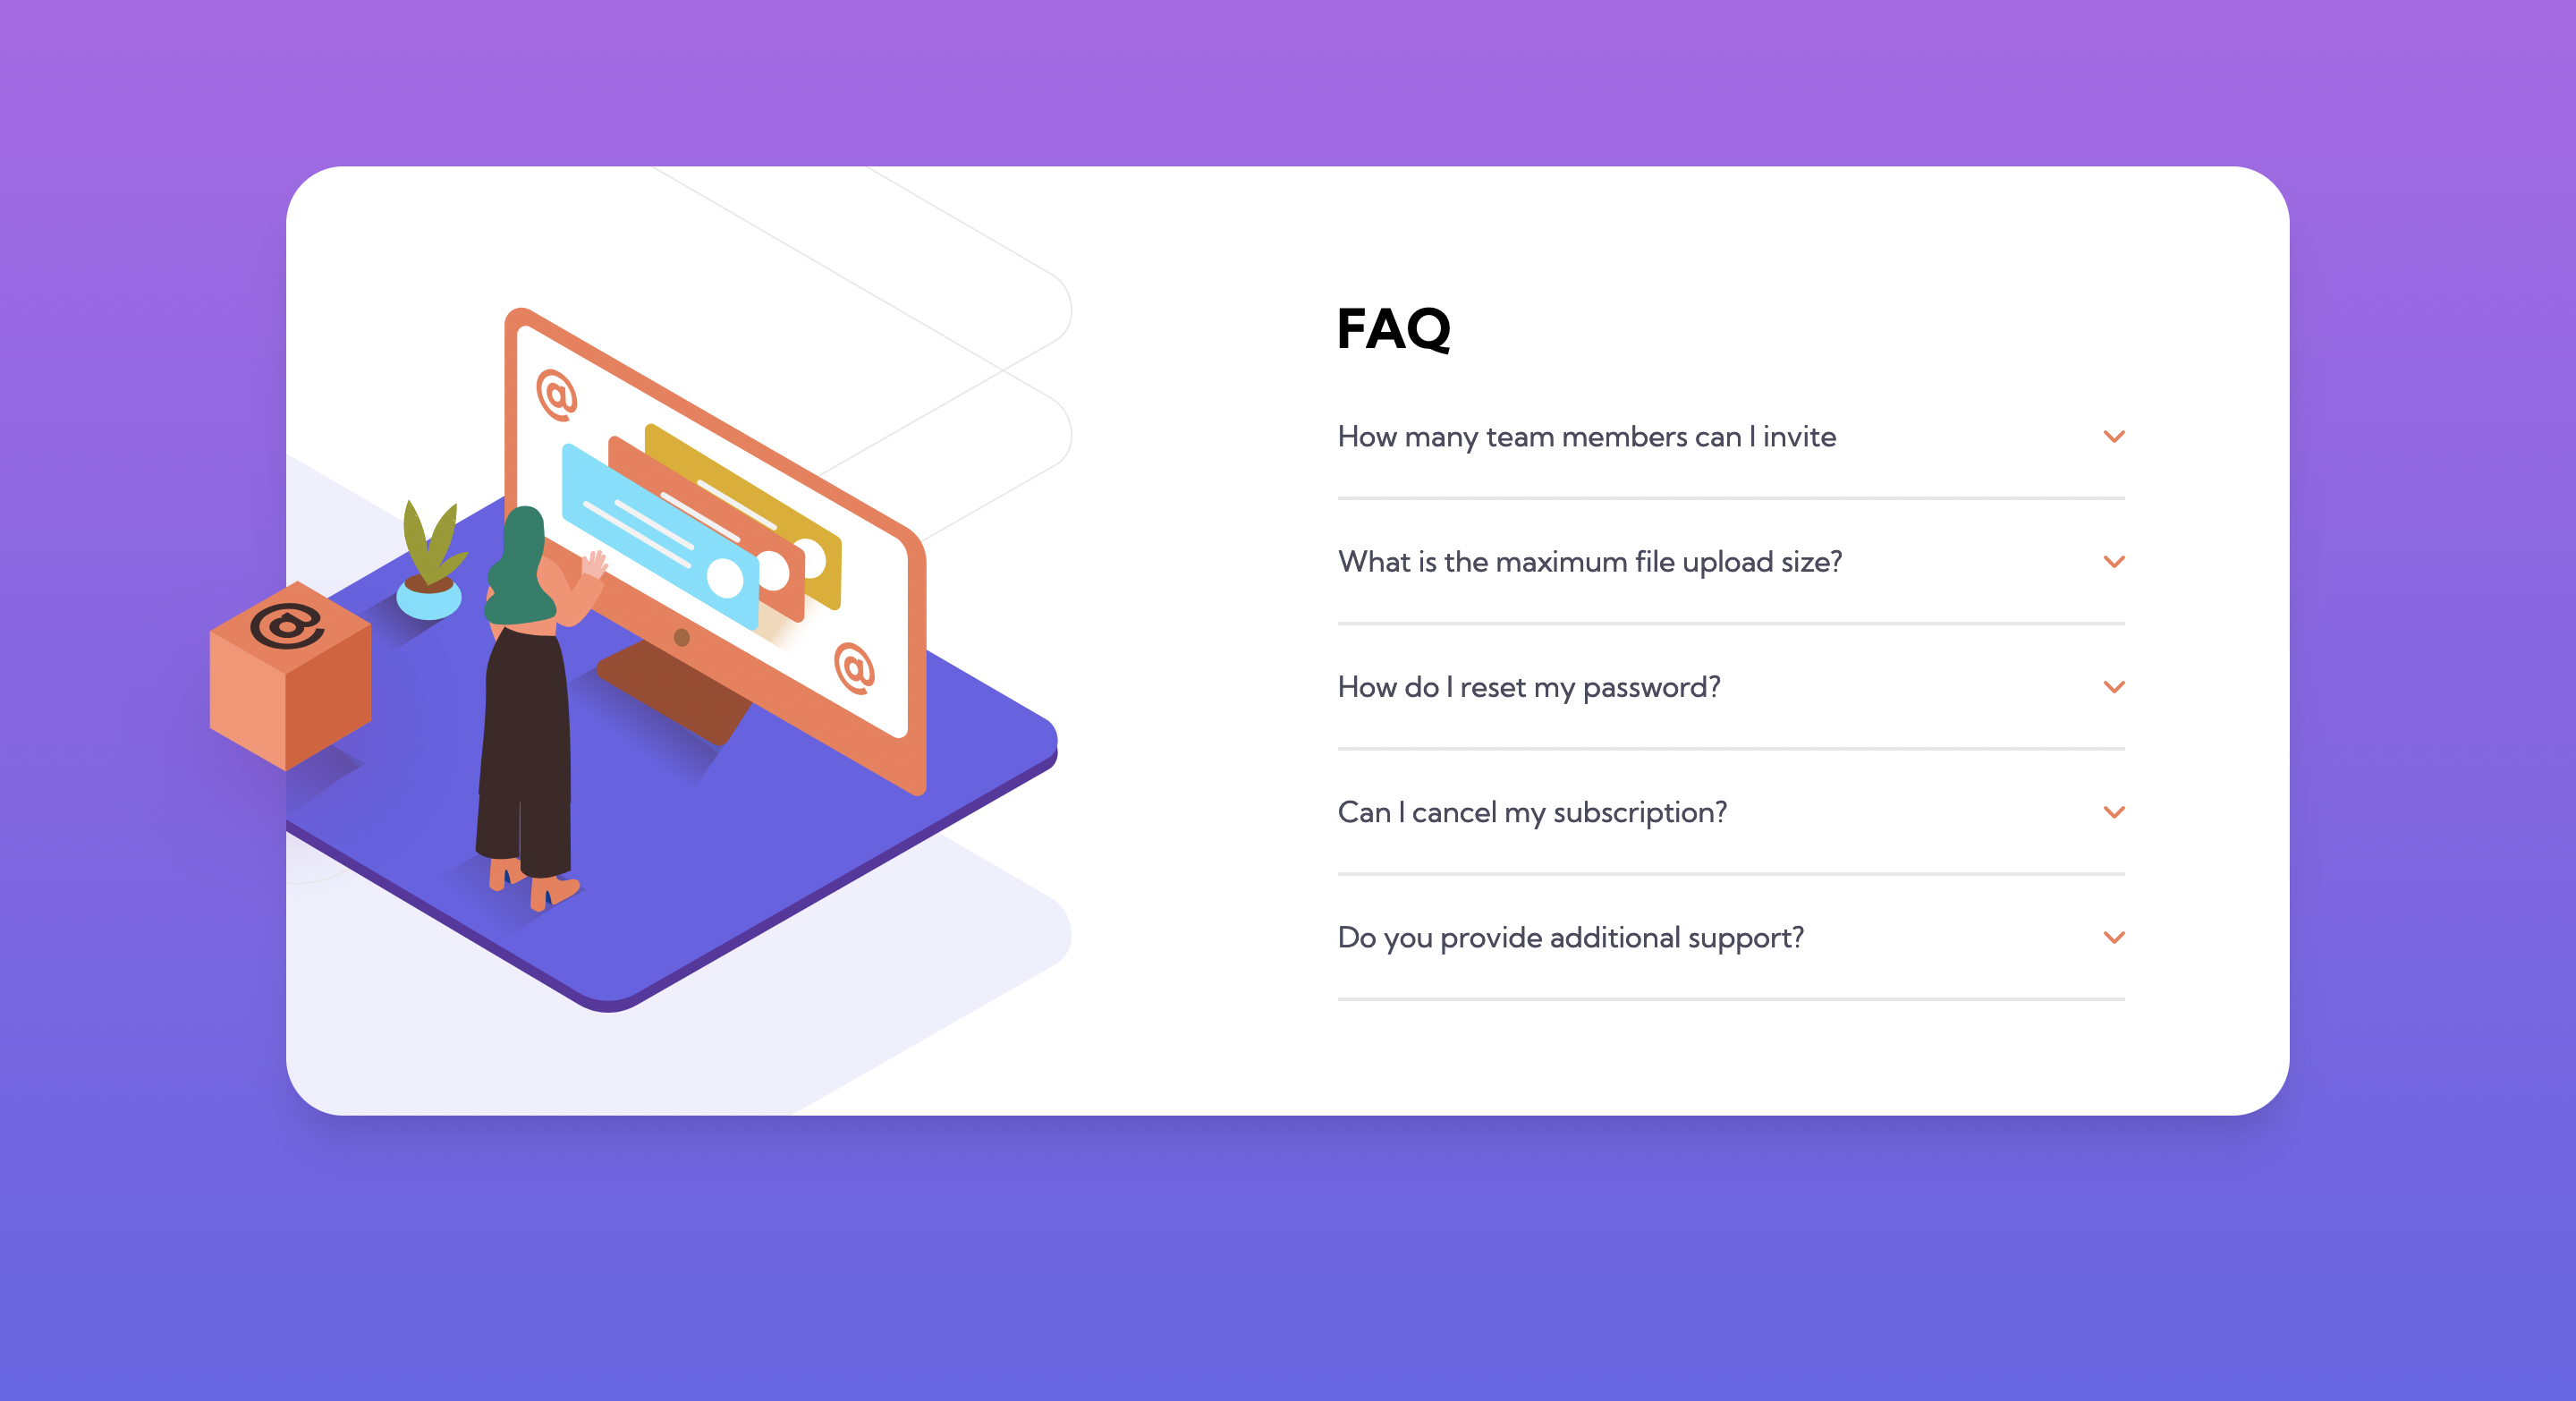 @
@
@
FAQ
How many team members can I invite
What is the maximum file upload size?
How do I reset my password?
Can I cancel my subscription?
Do you provide additional support?